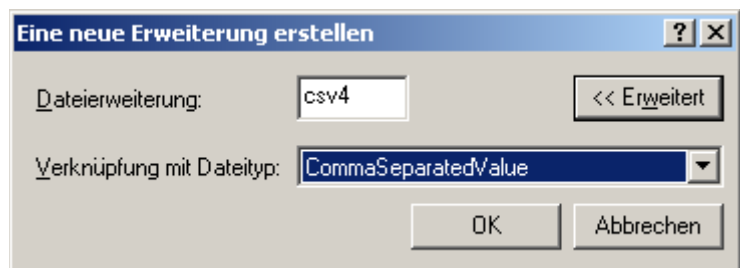 Eine neue Erweiterung erstellen ? X
Dateierweiterung: csv4 << Erweitert
Verknüpfung mit Dateityp: CommaSeparatedValue
OK Abbrechen